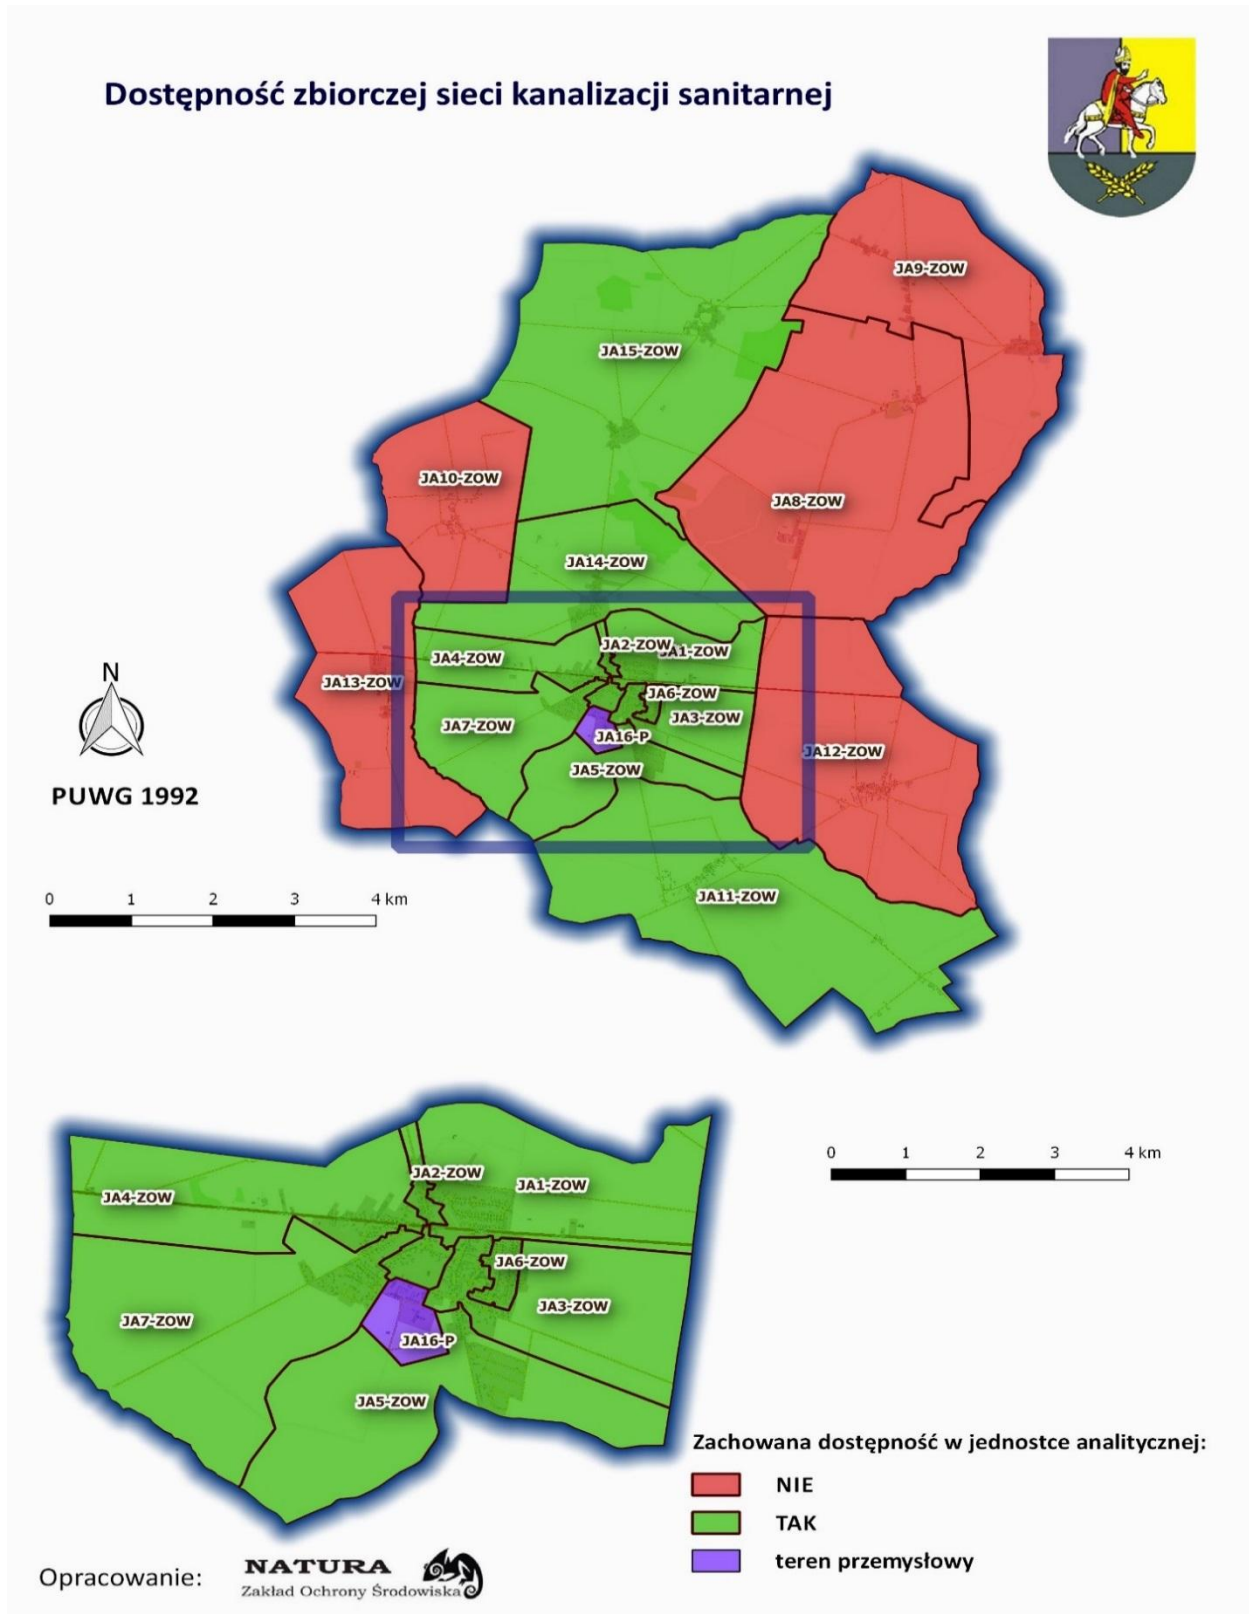 Dostępność zbiorczej sieci kanalizacji sanitarnej
JA9-ZOW
JA15-ZOW
JA10-ZOW
JA8-ZOW
JA14-ZOW
JA2-ZOW
JA1-ZOW
JA4-ZOW
JA13-ZOW
JA6-ZOW
JA3-ZOW
JA7-ZOW
JA16-P
JA12-ZOW
JA5-ZOW
JA11-ZOW
N
PUWG 1992
0 1 2 3 4 km
JA2-ZOW
JA1-ZOW
JA4-ZOW
JA6-ZOW
JA3-ZOW
JA7-ZOW
JA16-P
JA5-ZOW
0 1 2 3 4 km
Zachowana dostępność w jednostce analitycznej:
NIE
TAK
teren przemysłowy
Opracowanie:
NATURA
Zakład Ochrony Środowiska